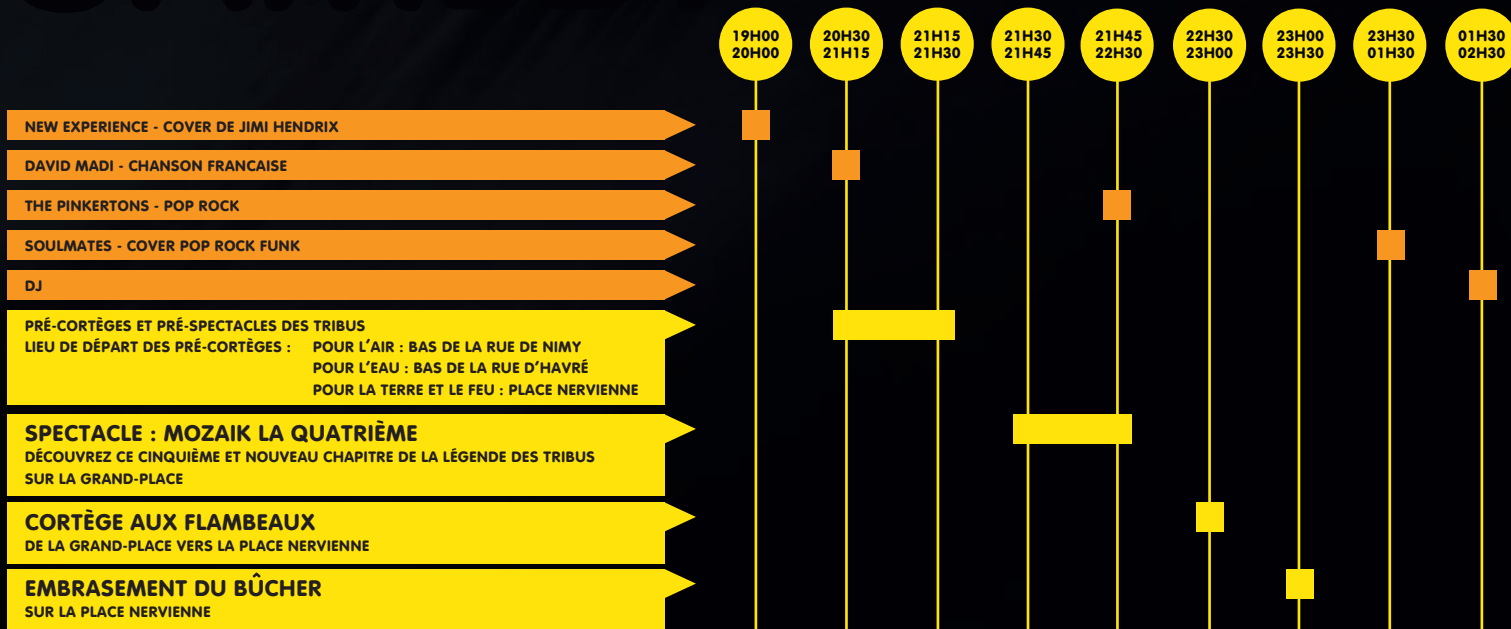 19H00
20H00
20H30
21H15
21H15
21H30
21H30
21H45
21H45
22H30
22H30
23H00
23H00
23H30
23H30
01H30
01H30
02H30
NEW EXPERIENCE - COVER DE JIMI HENDRIX
DAVID MADI - CHANSON FRANCAISE
THE PINKERTONS - POP ROCK
SOULMATES - COVER POP ROCK FUNK
DJ
PRÉ-CORTÈGES ET PRÉ-SPECTACLES DES TRIBUS
LIEU DE DÉPART DES PRÉ-CORTÈGES : POUR L'AIR : BAS DE LA RUE DE NIMY
POUR L'EAU : BAS DE LA RUE D'HAVRÉ
POUR LA TERRE ET LE FEU : PLACE NERVIENNE
SPECTACLE : MOZAIK LA QUATRIÈME
DÉCOUVREZ CE CINQUIÈME ET NOUVEAU CHAPITRE DE LA LÉGENDE DES TRIBUS
SUR LA GRAND-PLACE
CORTÈGE AUX FLAMBEAUX
DE LA GRAND-PLACE VERS LA PLACE NERVIENNE
EMBRASEMENT DU BÛCHER
SUR LA PLACE NERVIENNE